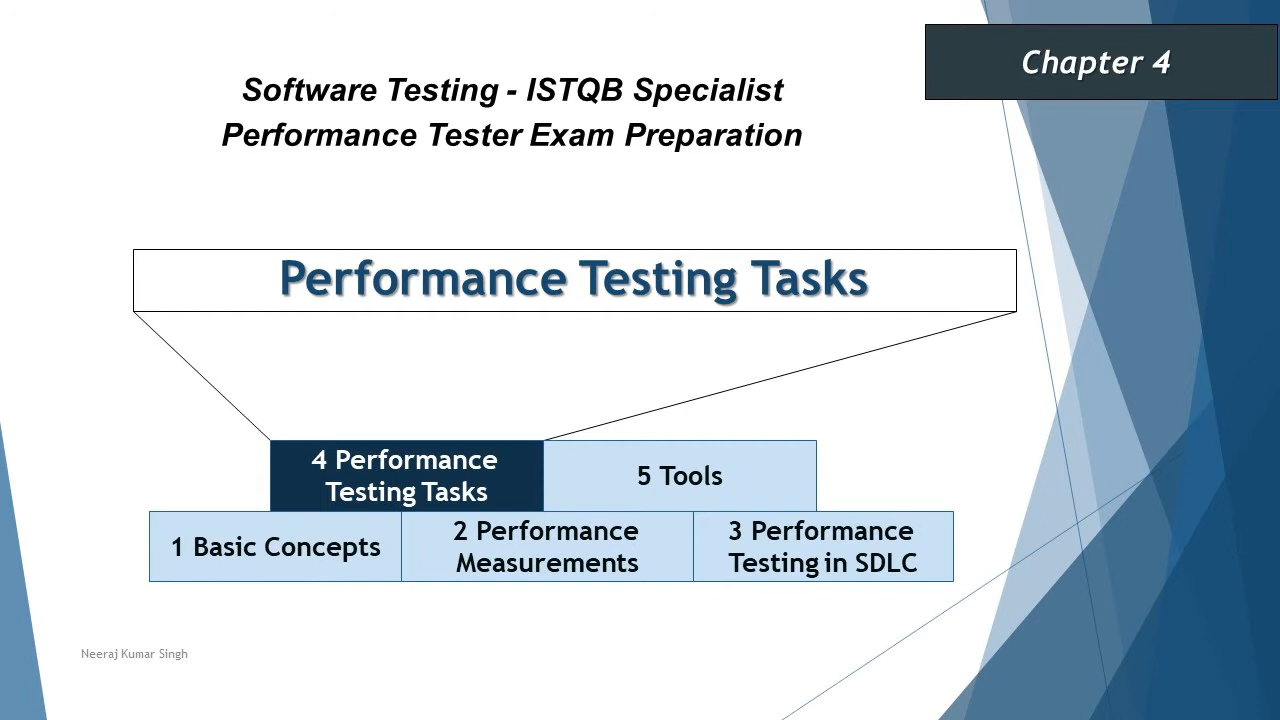 Chapter 4
Software Testing - ISTQB Specialist
Performance Tester Exam Preparation
Performance Testing Tasks
4 Performance
Testing Tasks
5 Tools
1 Basic Concepts
2 Performance
Measurements
3 Performance
Testing in SDLC
Neeraj Kumar Singh